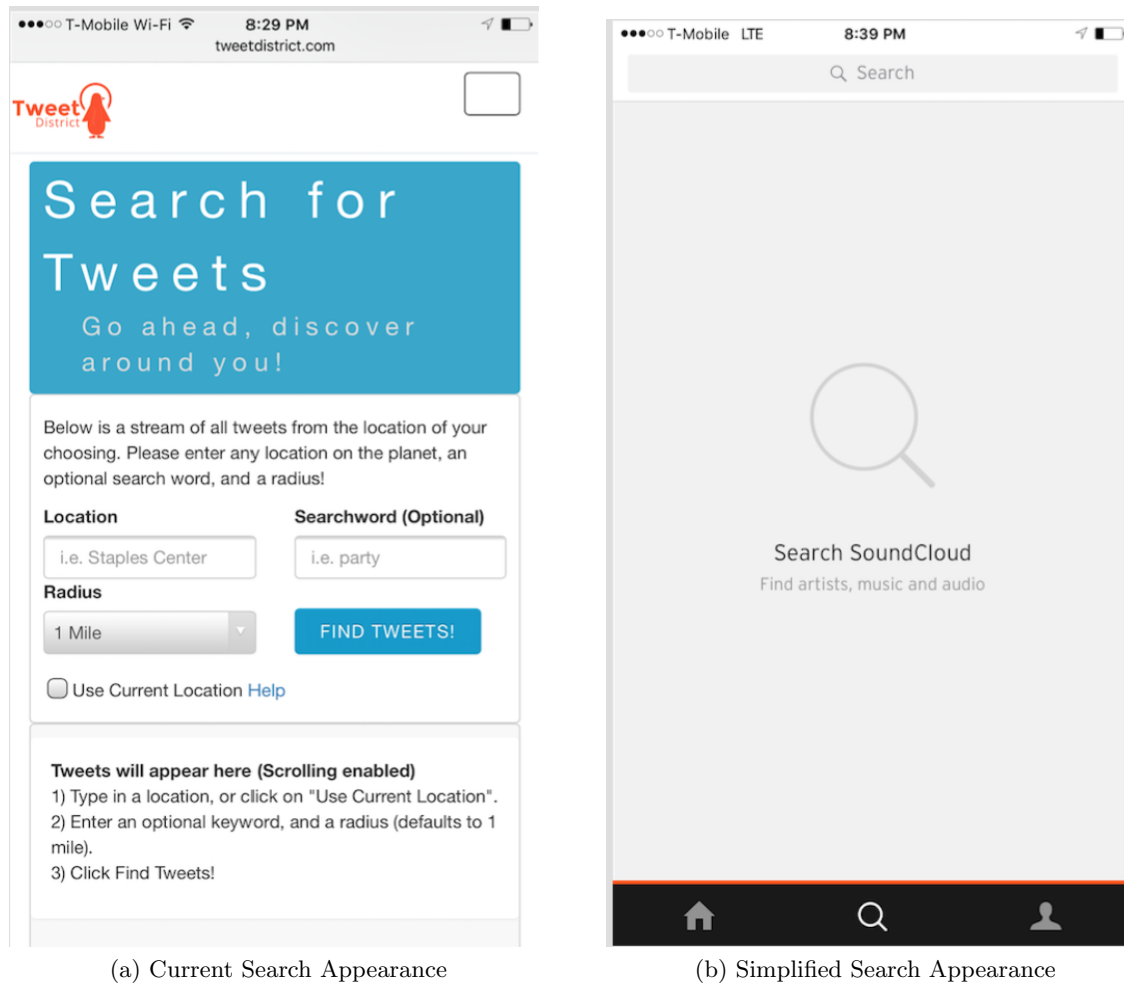 T-Mobile Wi-Fi 8:29 PM
tweetdistrict.com
Tweet
District
Search for
Tweets
Go ahead, discover
around you!
Below is a stream of all tweets from the location of your
choosing. Please enter any location on the planet, an
optional search word, and a radius!
Location Searchword (Optional)
i.e. Staples Center i.e. party
Radius
1 Mile FIND TWEETS!
Use Current Location Help
Tweets will appear here (Scrolling enabled)
1) Type in a location, or click on "Use Current Location".
2) Enter an optional keyword, and a radius (defaults to 1
mile).
3) Click Find Tweets!
(a) Current Search Appearance
T-Mobile LTE 8:39 PM
Search
Search SoundCloud
Find artists, music and audio
(b) Simplified Search Appearance